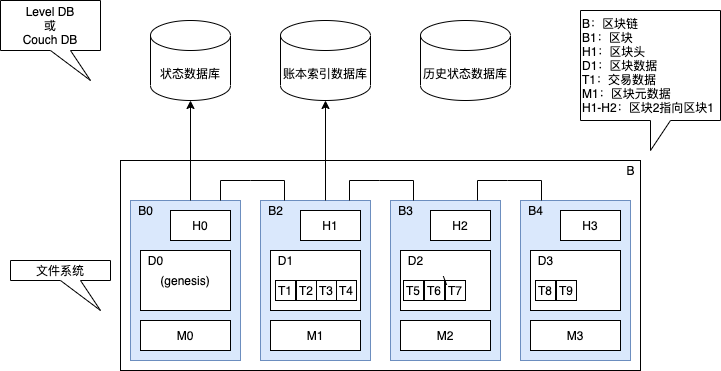 Level DB
或
Couch DB
状态数据库
账本索引数据库
历史状态数据库
B：区块链
B1：区块
H1：区块头
D1：区块数据
T1：交易数据
M1：区块元数据
H1-H2：区块2指向区块1
B
文件系统
B0
H0
D0
(genesis)
M0
B2
H1
D1
T1 T2 T3 T4
M1
B3
H2
D2
T5 T6 T7
M2
B4
H3
D3
T8 T9
M3